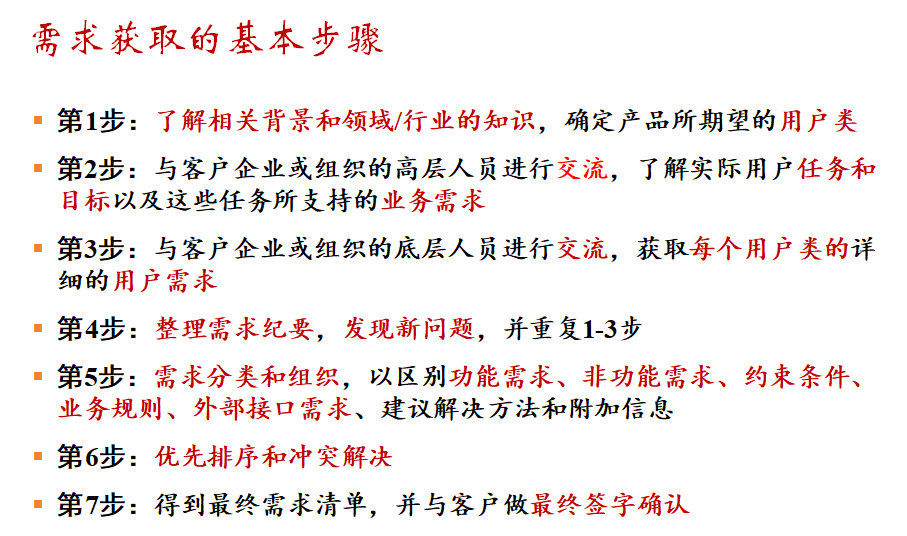 需求获取的基本步骤
第1步：了解相关背景和领域/行业的知识，确定产品所期望的用户类
第2步：与客户企业或组织的高层人员进行交流，了解实际用户任务和
目标以及这些任务所支持的业务需求
第3步：与客户企业或组织的底层人员进行交流，获取每个用户类的详
细的用户需求
第4步：整理需求纪要，发现新问题，并重复1-3步
第5步：需求分类和组织，以区别功能需求、非功能需求、约束条件、
业务规则、外部接口需求、建议解决方法和附加信息
第6步：优先排序和冲突解决
第7步：得到最终需求清单，并与客户做最终签字确认